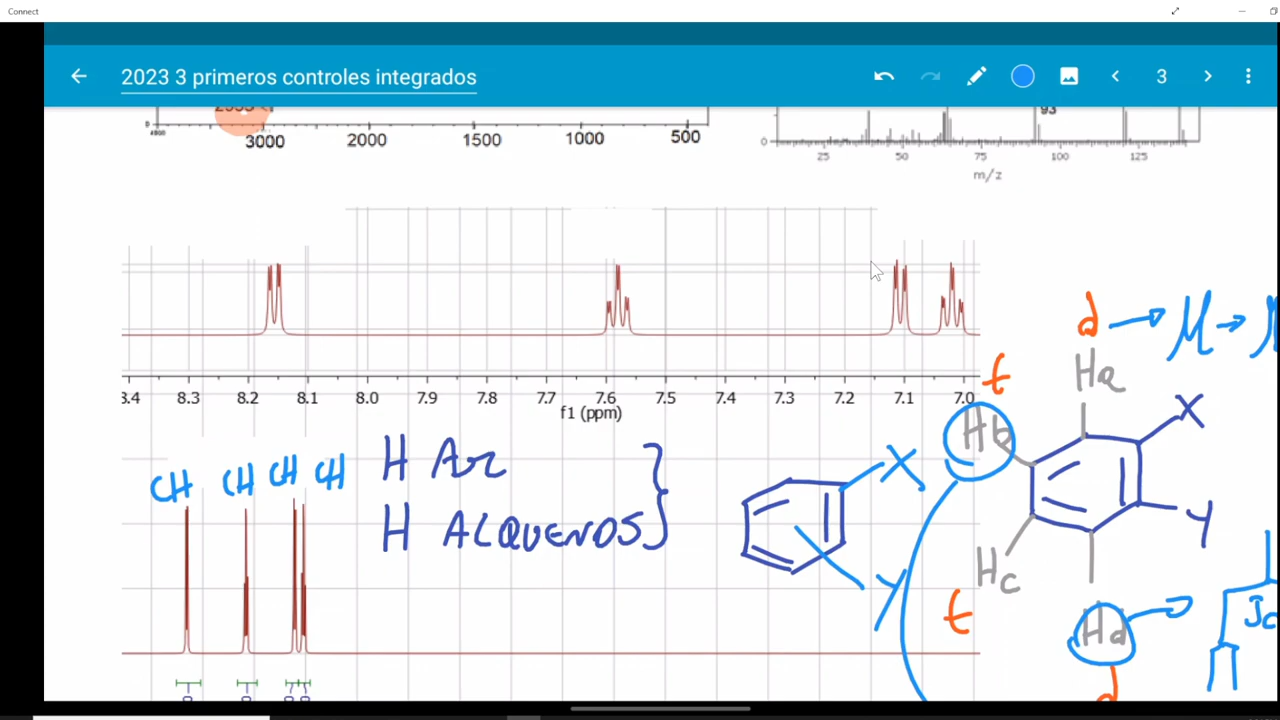 Connect
2023 3 primeros controles integrados
3
93
0
3000 2000 1500 1000 500
0
25 50 75 100 125
m/z
3.4 8.3 8.2 8.1 8.0 7.9 7.8 7.7 7.6 7.5 7.4 7.3 7.2 7.1 7.0
f1 (ppm)
d → M →
t
Ha
Hb
X
CH CH CH CH
H Ar
H ALQUENOS
X
Y
Y
Hc
t
Hd
d